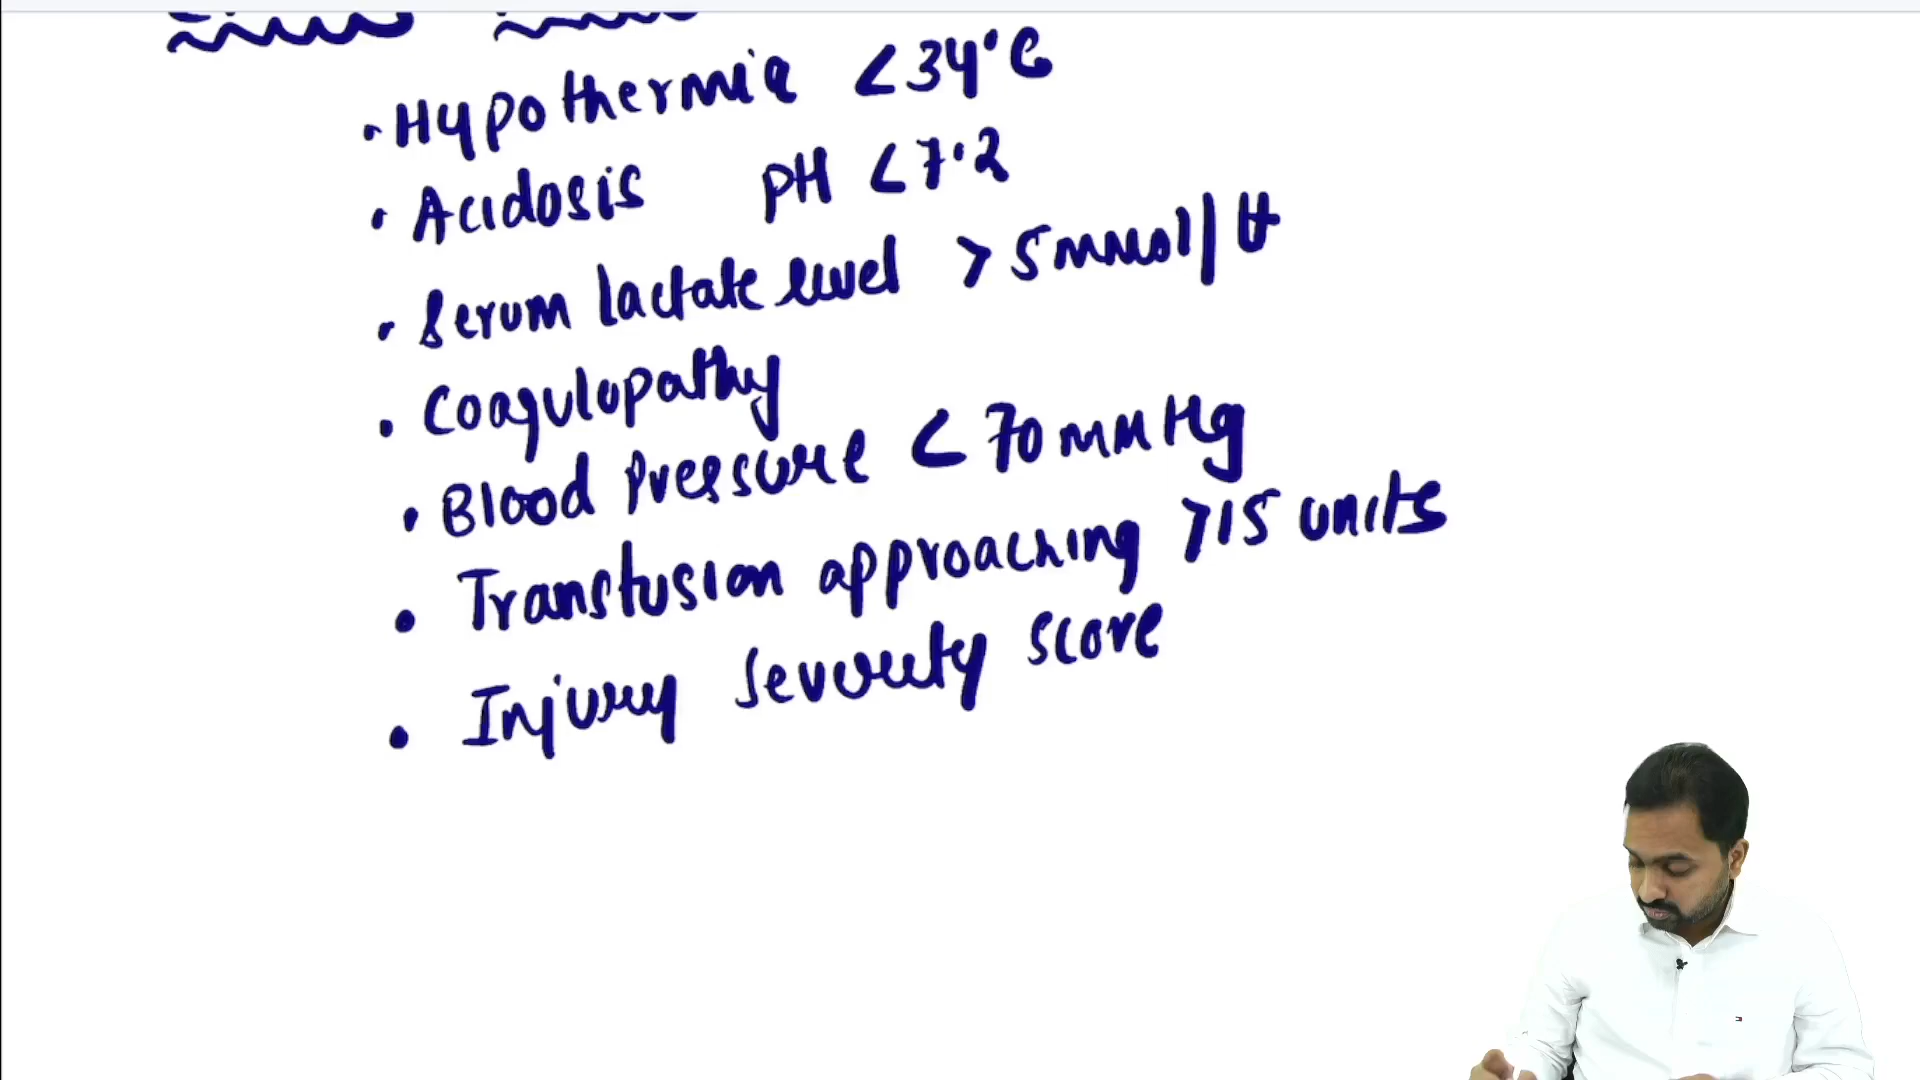 • Hypothermia < 34°C
• Acidosis pH < 7.2
• Serum lactate level > 5 mmol/lt
• Coagulopathy
• Blood pressure < 70 mmHg
• Transfusion approaching > 15 units
• Injury severity score